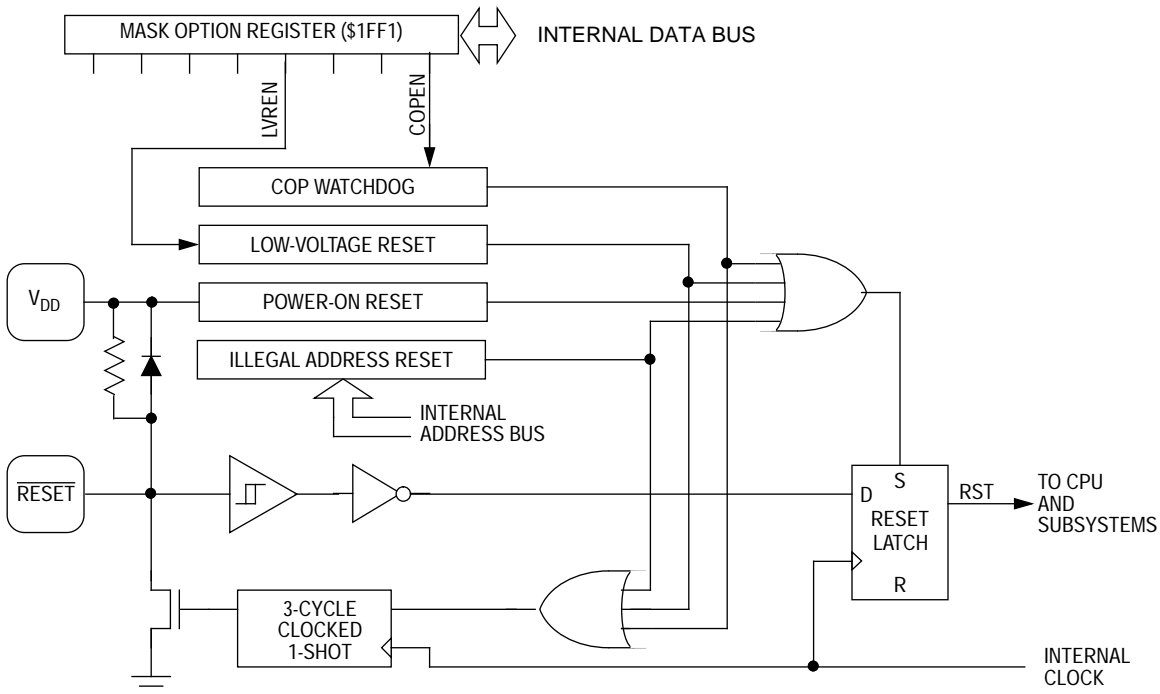 MASK OPTION REGISTER ($1FF1)
INTERNAL DATA BUS
LVREN
COPEN
COP WATCHDOG
LOW-VOLTAGE RESET
VDD
POWER-ON RESET
ILLEGAL ADDRESS RESET
INTERNAL
ADDRESS BUS
RESET
D
S
RESET
LATCH
R
RST
TO CPU
AND
SUBSYSTEMS
3-CYCLE
CLOCKED
1-SHOT
INTERNAL
CLOCK